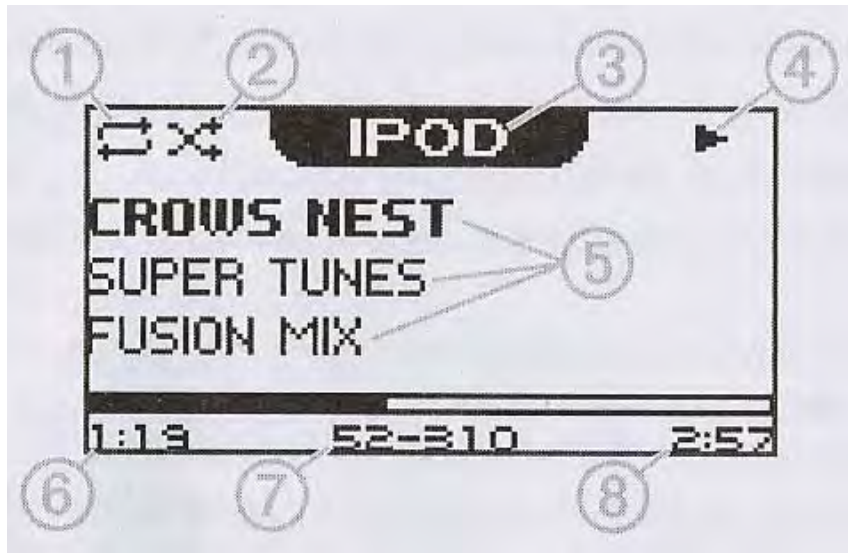 1 2 3 4
IPOD
CROWS NEST
SUPER TUNES
FUSION MIX
5
1:19 52-310 2:57
6 7 8